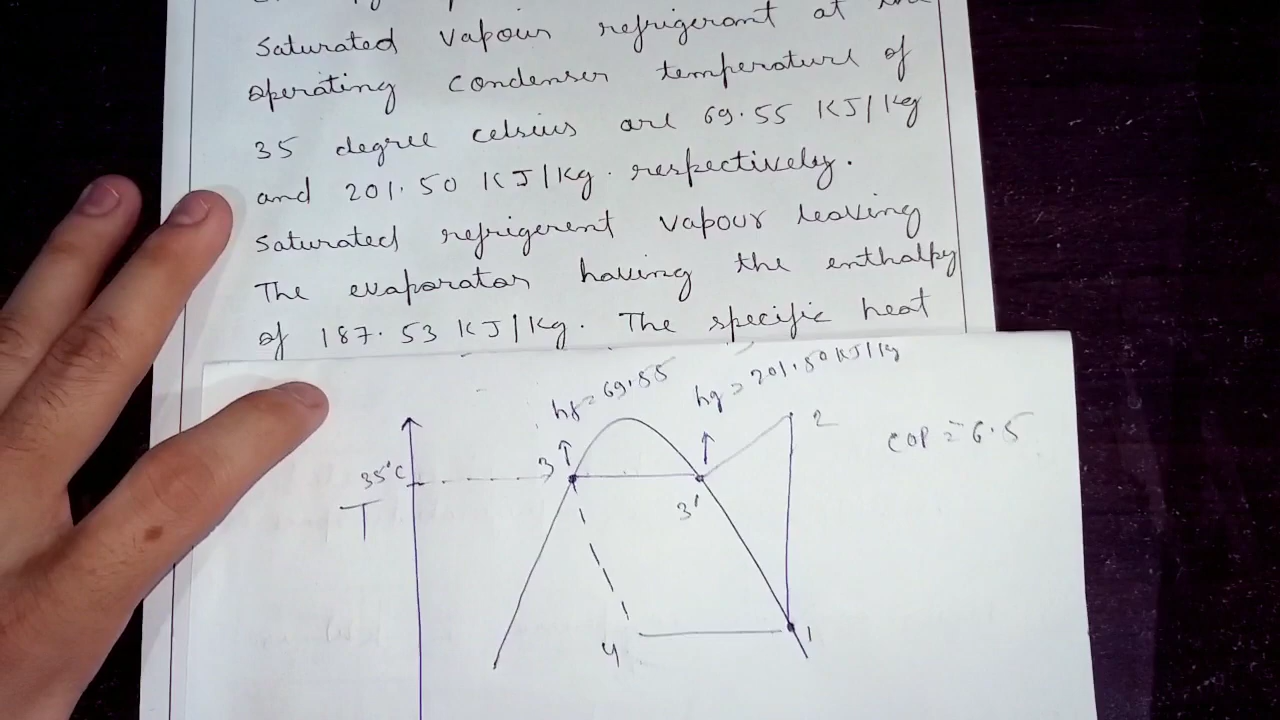 saturated vapour refrigerant at the
operating condenser temperature of
35 degree celsius are 69.55 KJ/Kg
and 201.50 KJ/Kg. respectively.
saturated refrigerent vapour leaving
The evaporator having the enthalpy
of 187.53 KJ/Kg. The specific heat
hf = 69.55
hg = 201.50 KJ/Kg
2
COP = 6.5
35°C
3
T
3'
4
1